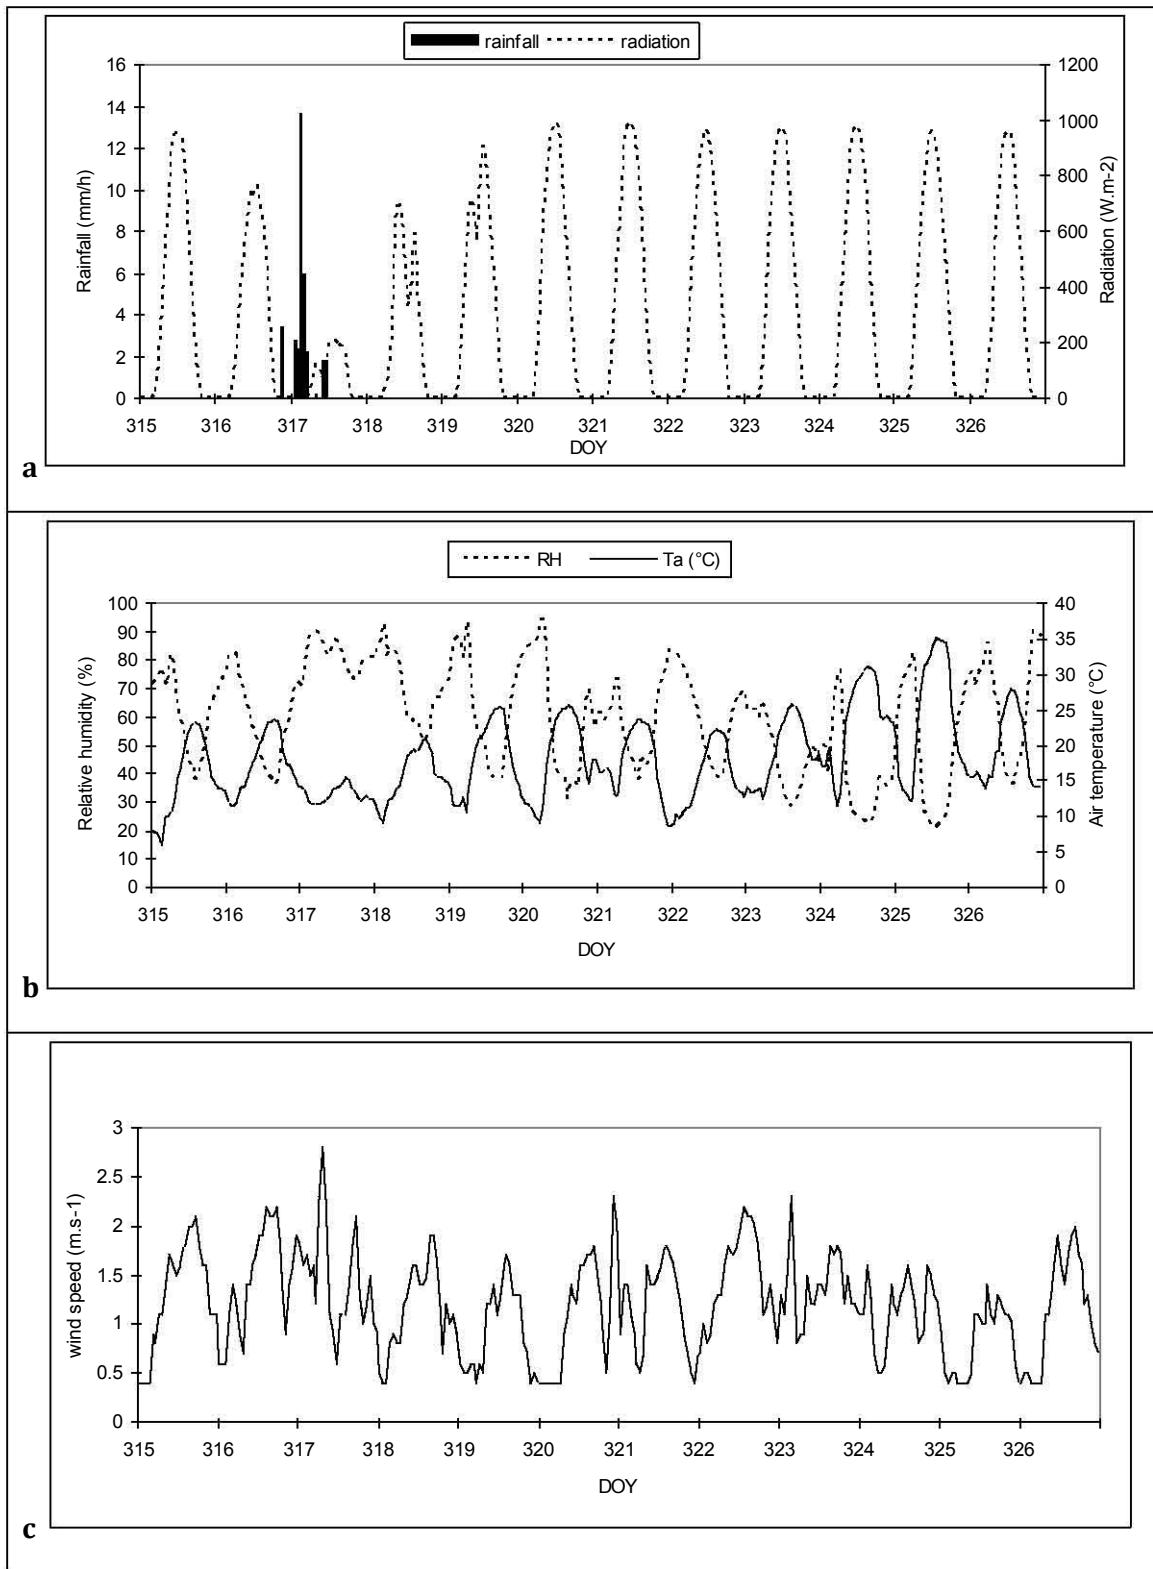 rainfall radiation
16 1200
14 1000
12 800
10
8 600
6 400
4
2 200
0 0
Rainfall (mm/h)
Radiation (W.m-2)
315 316 317 318 319 320 321 322 323 324 325 326
DOY
a
RH Ta (°C)
100 40
90 35
80 30
70
60 25
50 20
40 15
30 10
20 5
10
0 0
Relative humidity (%)
Air temperature (°C)
315 316 317 318 319 320 321 322 323 324 325 326
DOY
b
3
2.5
2
1.5
1
0.5
0
wind speed (m.s-1)
315 316 317 318 319 320 321 322 323 324 325 326
DOY
c